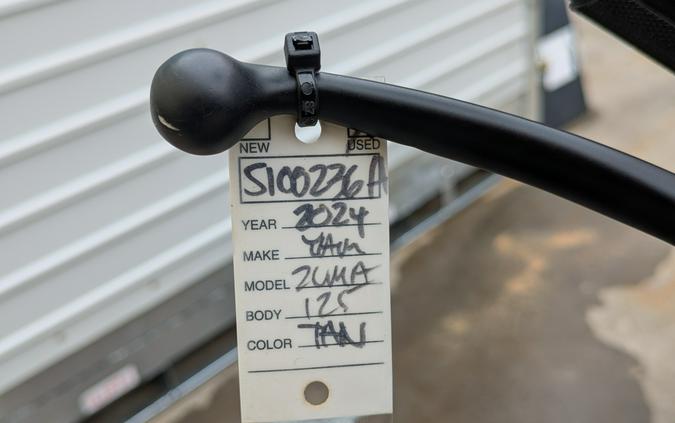 NEW USED
S100236A
YEAR 2024
MAKE YAM
MODEL ZUMA
BODY 125
COLOR TAN